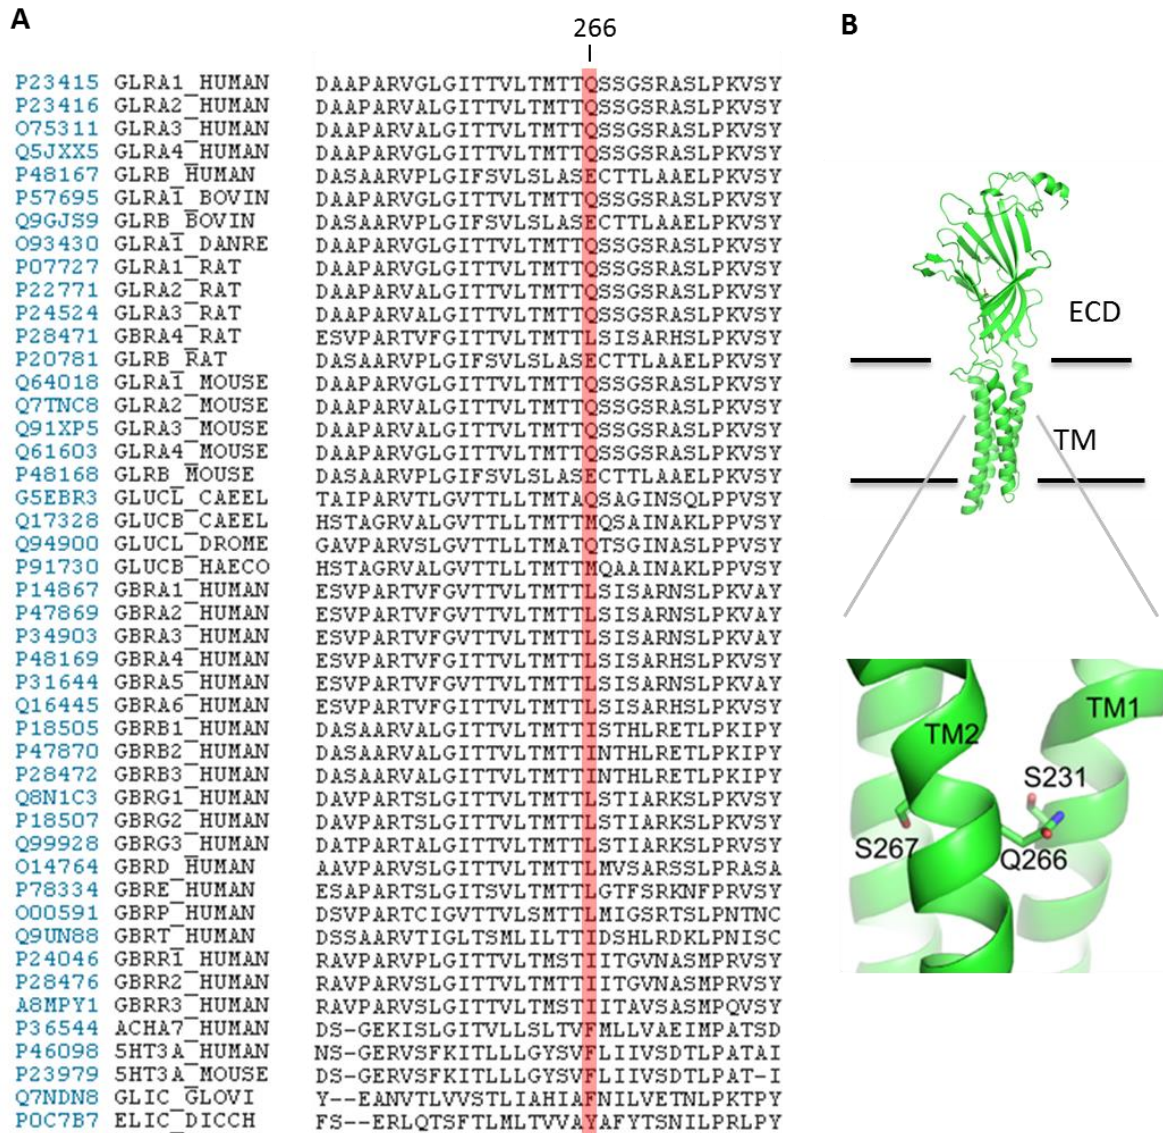 A
266
P23415 GLRA1_HUMAN DAAPARVGLGITTVLTMTTQSSGSRASLPKVSY
P23416 GLRA2_HUMAN DAAPARVALGITTVLTMTTQSSGSRASLPKVSY
O75311 GLRA3_HUMAN DAAPARVALGITTVLTMTTQSSGSRASLPKVSY
Q5JXX5 GLRA4_HUMAN DAAPARVGLGITTVLTMTTQSSGSRASLPKVSY
P48167 GLRB_HUMAN DASAARVPLGIFSVLSLASECTTLAAELPKVSY
P57695 GLRA1_BOVIN DAAPARVGLGITTVLTMTTQSSGSRASLPKVSY
Q9GJS9 GLRB_BOVIN DASAARVPLGIFSVLSLASECTTLAAELPKVSY
O93430 GLRA1_DANRE DAAPARVGLGITTVLTMTTQSSGSRASLPKVSY
P07727 GLRA1_RAT DAAPARVGLGITTVLTMTTQSSGSRASLPKVSY
P22771 GLRA2_RAT DAAPARVALGITTVLTMTTQSSGSRASLPKVSY
P24524 GLRA3_RAT DAAPARVALGITTVLTMTTQSSGSRASLPKVSY
P28471 GBRA4_RAT ESVPARTVFGITTVLTMTTLSISARHSLPKVSY
P20781 GLRB_RAT DASAARVPLGIFSVLSLASECTTLAAELPKVSY
Q64018 GLRA1_MOUSE DAAPARVGLGITTVLTMTTQSSGSRASLPKVSY
Q7TNC8 GLRA2_MOUSE DAAPARVALGITTVLTMTTQSSGSRASLPKVSY
Q91XP5 GLRA3_MOUSE DAAPARVALGITTVLTMTTQSSGSRASLPKVSY
Q61603 GLRA4_MOUSE DAAPARVGLGITTVLTMTTQSSGSRASLPKVSY
P48168 GLRB_MOUSE DASAARVPLGIFSVLSLASECTTLAAELPKVSY
G5EBR3 GLUCL_CAEEL TAIPARVTLGVTTLLTMTAQSAGINSQLPPVSY
Q17328 GLUCB_CAEEL HSTAGRVALGVTTLLTMTTMQSAINAKLPPVSY
Q94900 GLUCL_DROME GAVPARVSLGVTTLLTMATQTSGINASLPPVSY
P91730 GLUCB_HAECO HSTAGRVALGVTTLLTMTTMQAAINAKLPPVSY
P14867 GBRA1_HUMAN ESVPARTVFGVTTVLTMTTLSISARNSLPKVAY
P47869 GBRA2_HUMAN ESVPARTVFGVTTVLTMTTLSISARNSLPKVAY
P34903 GBRA3_HUMAN ESVPARTVFGVTTVLTMTTLSISARNSLPKVAY
P48169 GBRA4_HUMAN ESVPARTVFGITTVLTMTTLSISARHSLPKVSY
P31644 GBRA5_HUMAN ESVPARTVFGVTTVLTMTTLSISARNSLPKVAY
Q16445 GBRA6_HUMAN ESVPARTVFGITTVLTMTTLSISARHSLPKVSY
P18505 GBRB1_HUMAN DASAARVALGITTVLTMTTISTHLRETLPKIPY
P47870 GBRB2_HUMAN DASAARVALGITTVLTMTTINTHLRETLPKIPY
P28472 GBRB3_HUMAN DASAARVALGITTVLTMTTINTHLRETLPKIPY
Q8N1C3 GBRG1_HUMAN DAVPARTSLGITTVLTMTTLSTIARKSLPKVSY
P18507 GBRG2_HUMAN DAVPARTSLGITTVLTMTTLSTIARKSLPKVSY
Q99928 GBRG3_HUMAN DATPARTALGITTVLTMTTLSTIARKSLPRVSY
O14764 GBRD_HUMAN AAVPARVSLGITTVLTMTTLMVSARSSLPRASA
P78334 GBRE_HUMAN ESAPARTSLGITSVLTMTTLGTFSRKNFPRVSY
O00591 GBRP_HUMAN DSVPARTCIGVTTVLSMTTLMIGSRTSLPNTNC
Q9UN88 GBRT_HUMAN DSSAARVTIGLTSMLILTTIDSHLRDKLPNISC
P24046 GBRR1_HUMAN RAVPARVPLGITTVLTMSTIITGVNASMPRVSY
P28476 GBRR2_HUMAN RAVPARVSLGITTVLTMTTIITGVNASMPRVSY
A8MPY1 GBRR3_HUMAN RAVPARVSLGITTVLTMSTIITAVSASMPQVSY
P36544 ACHA7_HUMAN DS-GEKISLGITVLLSLTVFMLLVAEIMPATSD
P46098 5HT3A_HUMAN NS-GERVSFKITLLLGYSVFLIIVSDTLPATAI
P23979 5HT3A_MOUSE DS-GERVSFKITLLLGYSVFLIIVSDTLPAT-I
Q7NDN8 GLIC_GLOVI Y--EANVTLVVSTLIAHIAFNILVETNLPKTPY
P0C7B7 ELIC_DICCH FS--ERLQTSFTLMLTVVAYAFYTSNILPRLPY
B
ECD
TM
TM1
TM2
S231
S267
Q266